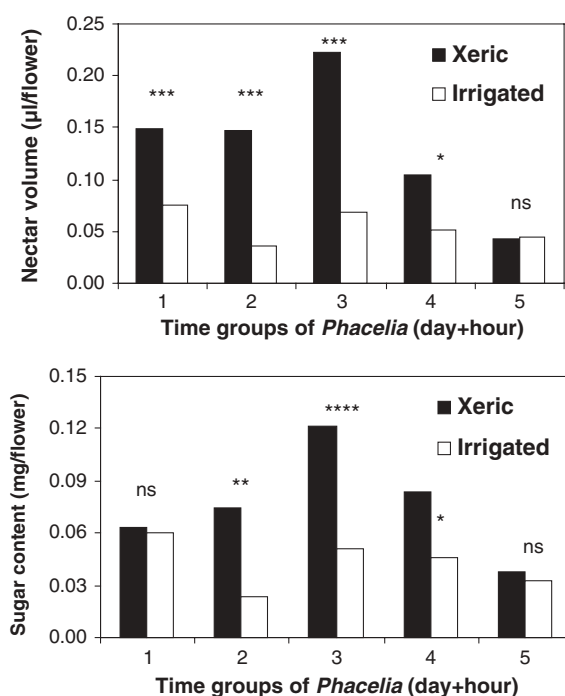 Nectar volume (µl/flower)
0.25
0.20
0.15
0.10
0.05
0.00
***
***
***
*
ns
Xeric
Irrigated
1 2 3 4 5
Time groups of Phacelia (day+hour)
Sugar content (mg/flower)
0.15
0.12
0.09
0.06
0.03
0.00
ns
**
****
*
ns
Xeric
Irrigated
1 2 3 4 5
Time groups of Phacelia (day+hour)